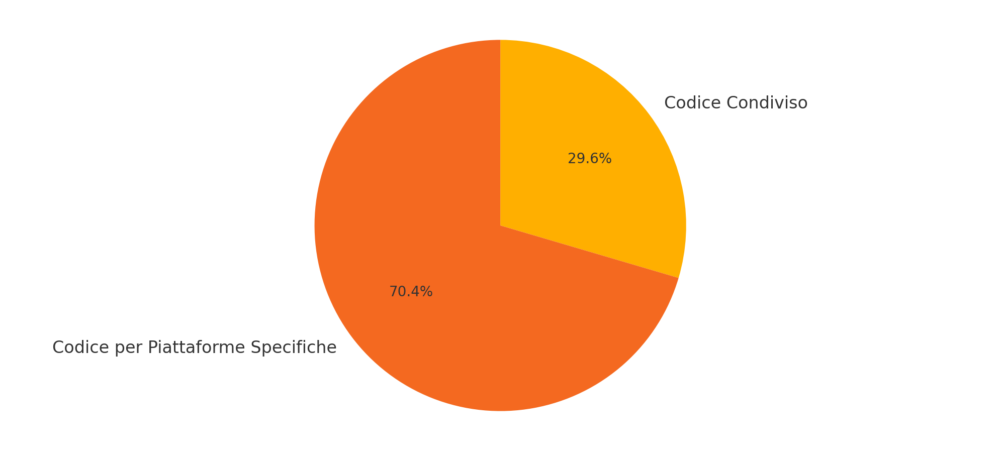 Codice Condiviso
29.6%
70.4%
Codice per Piattaforme Specifiche